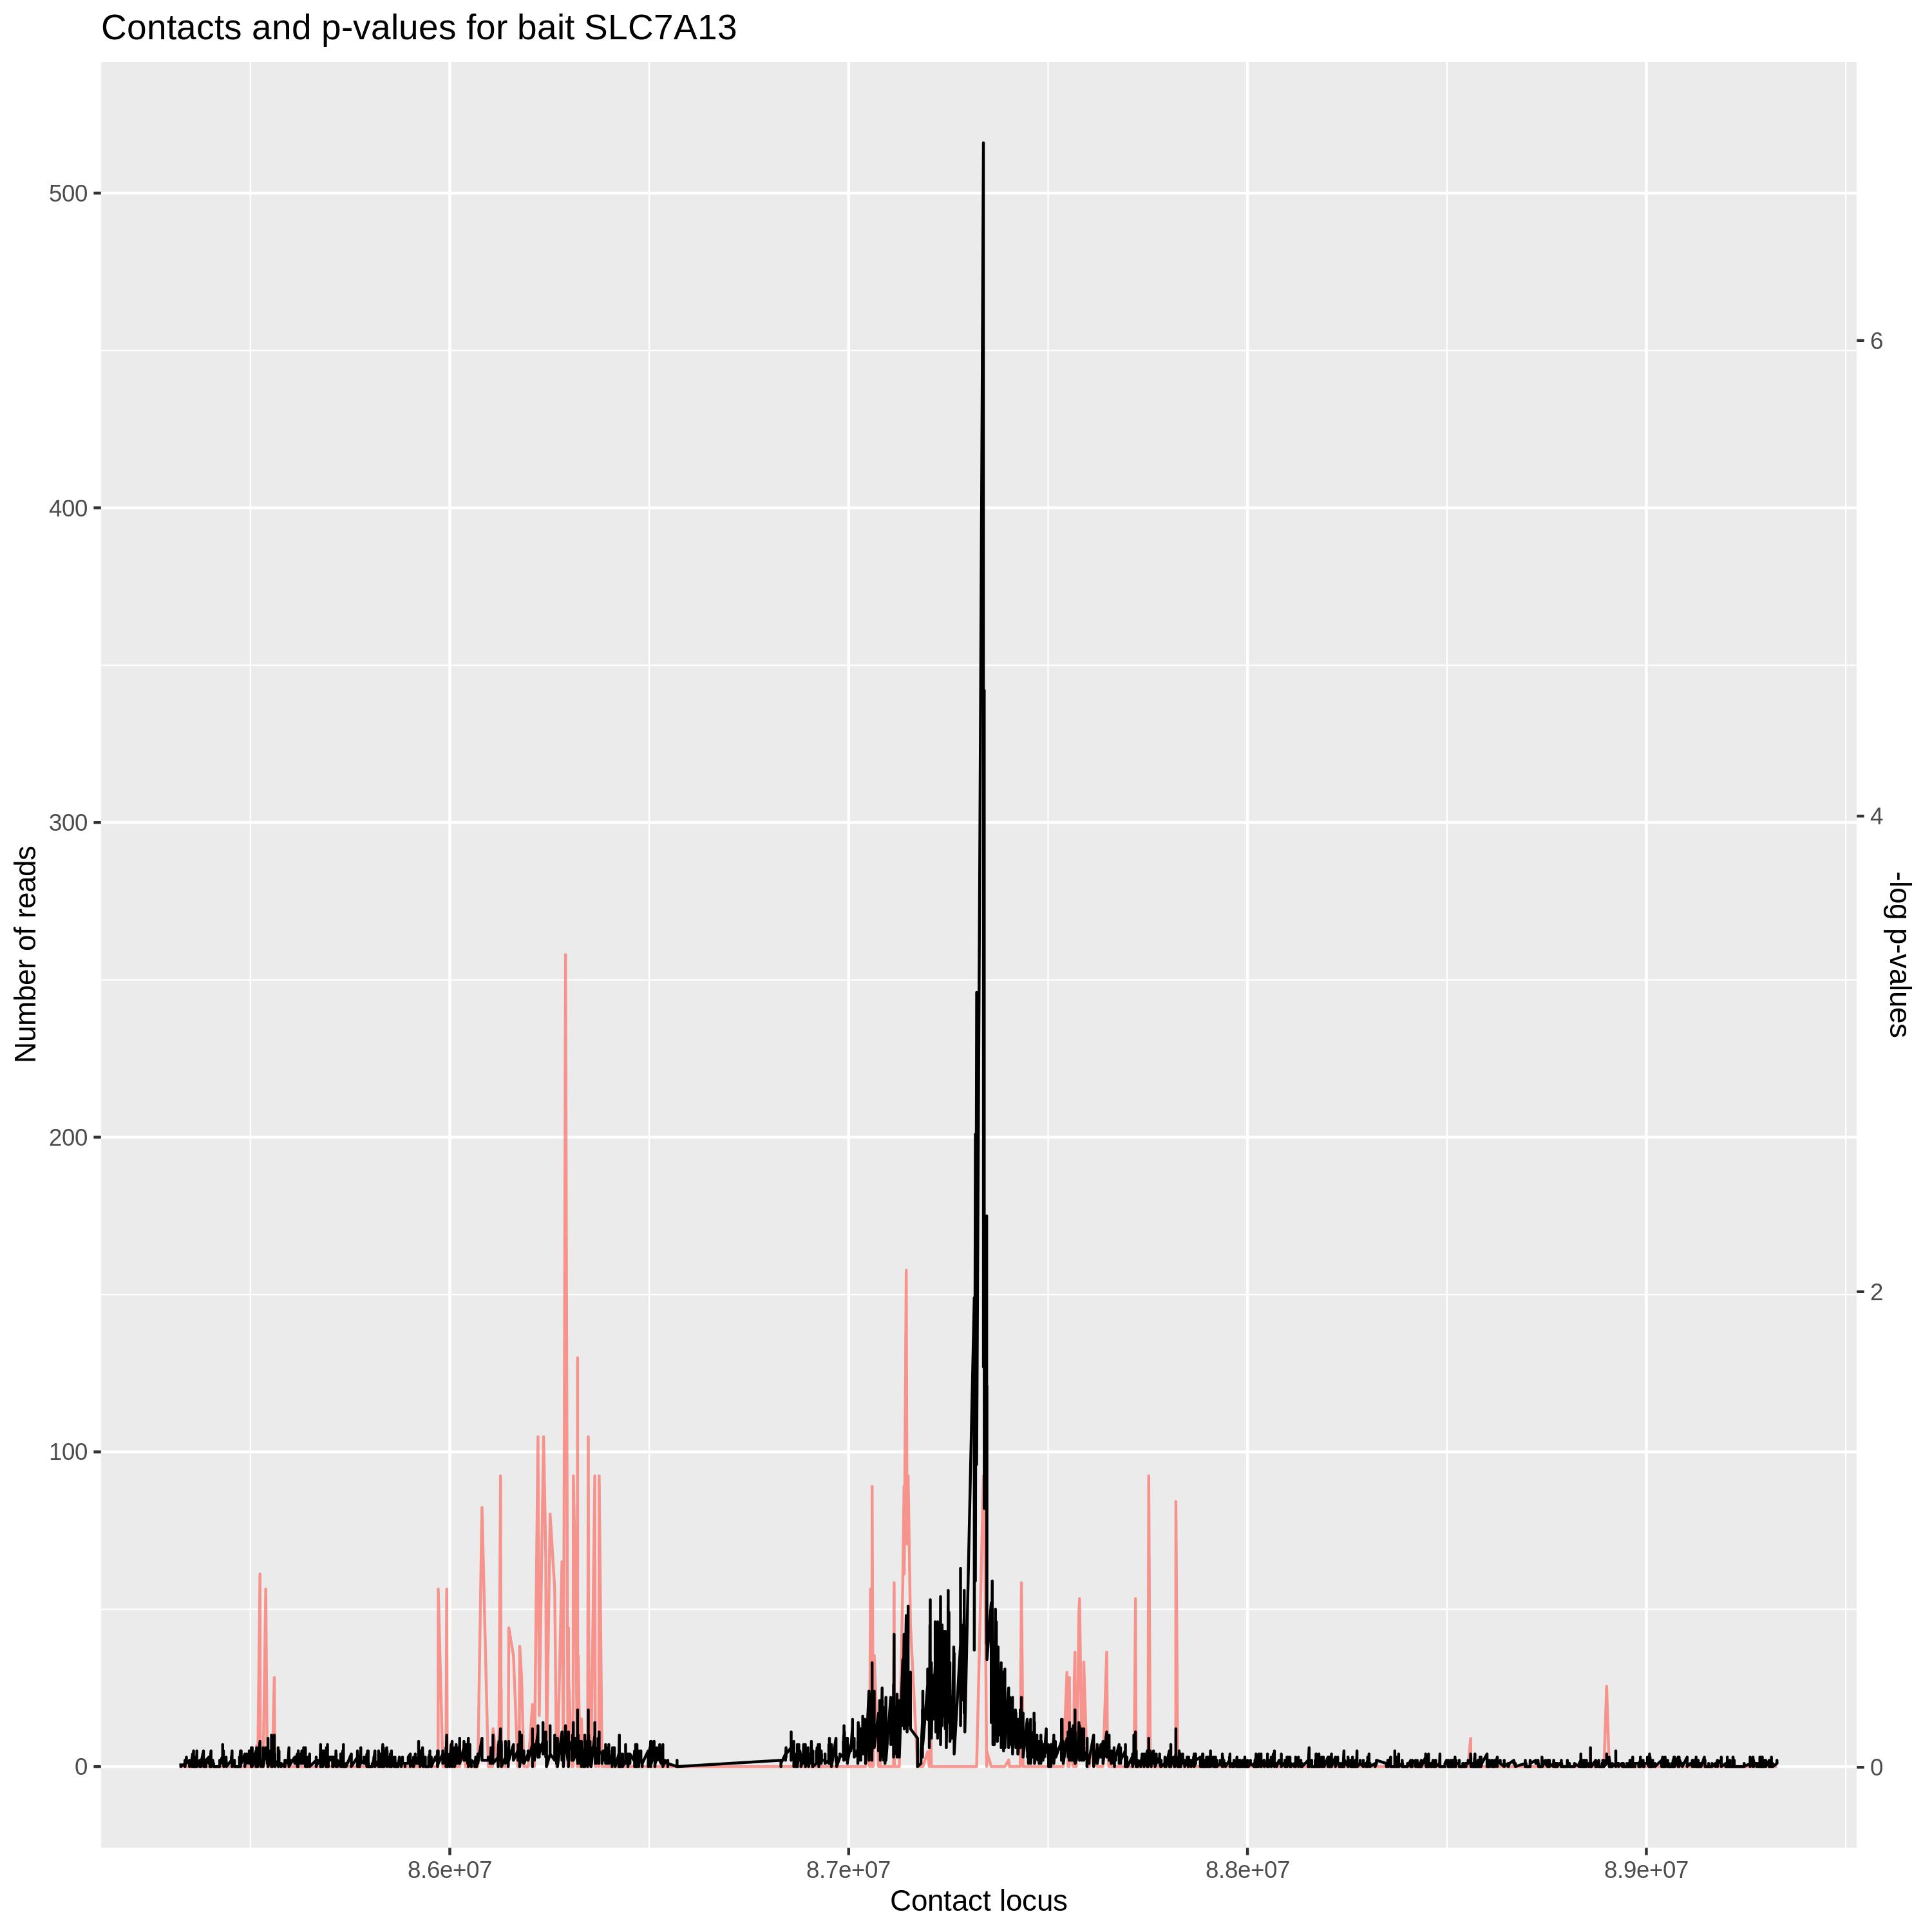 Contacts and p-values for bait SLC7A13
Number of reads
500
400
300
200
100
0
6
4
2
0
-log p-values
8.6e+07
8.7e+07
8.8e+07
8.9e+07
Contact locus